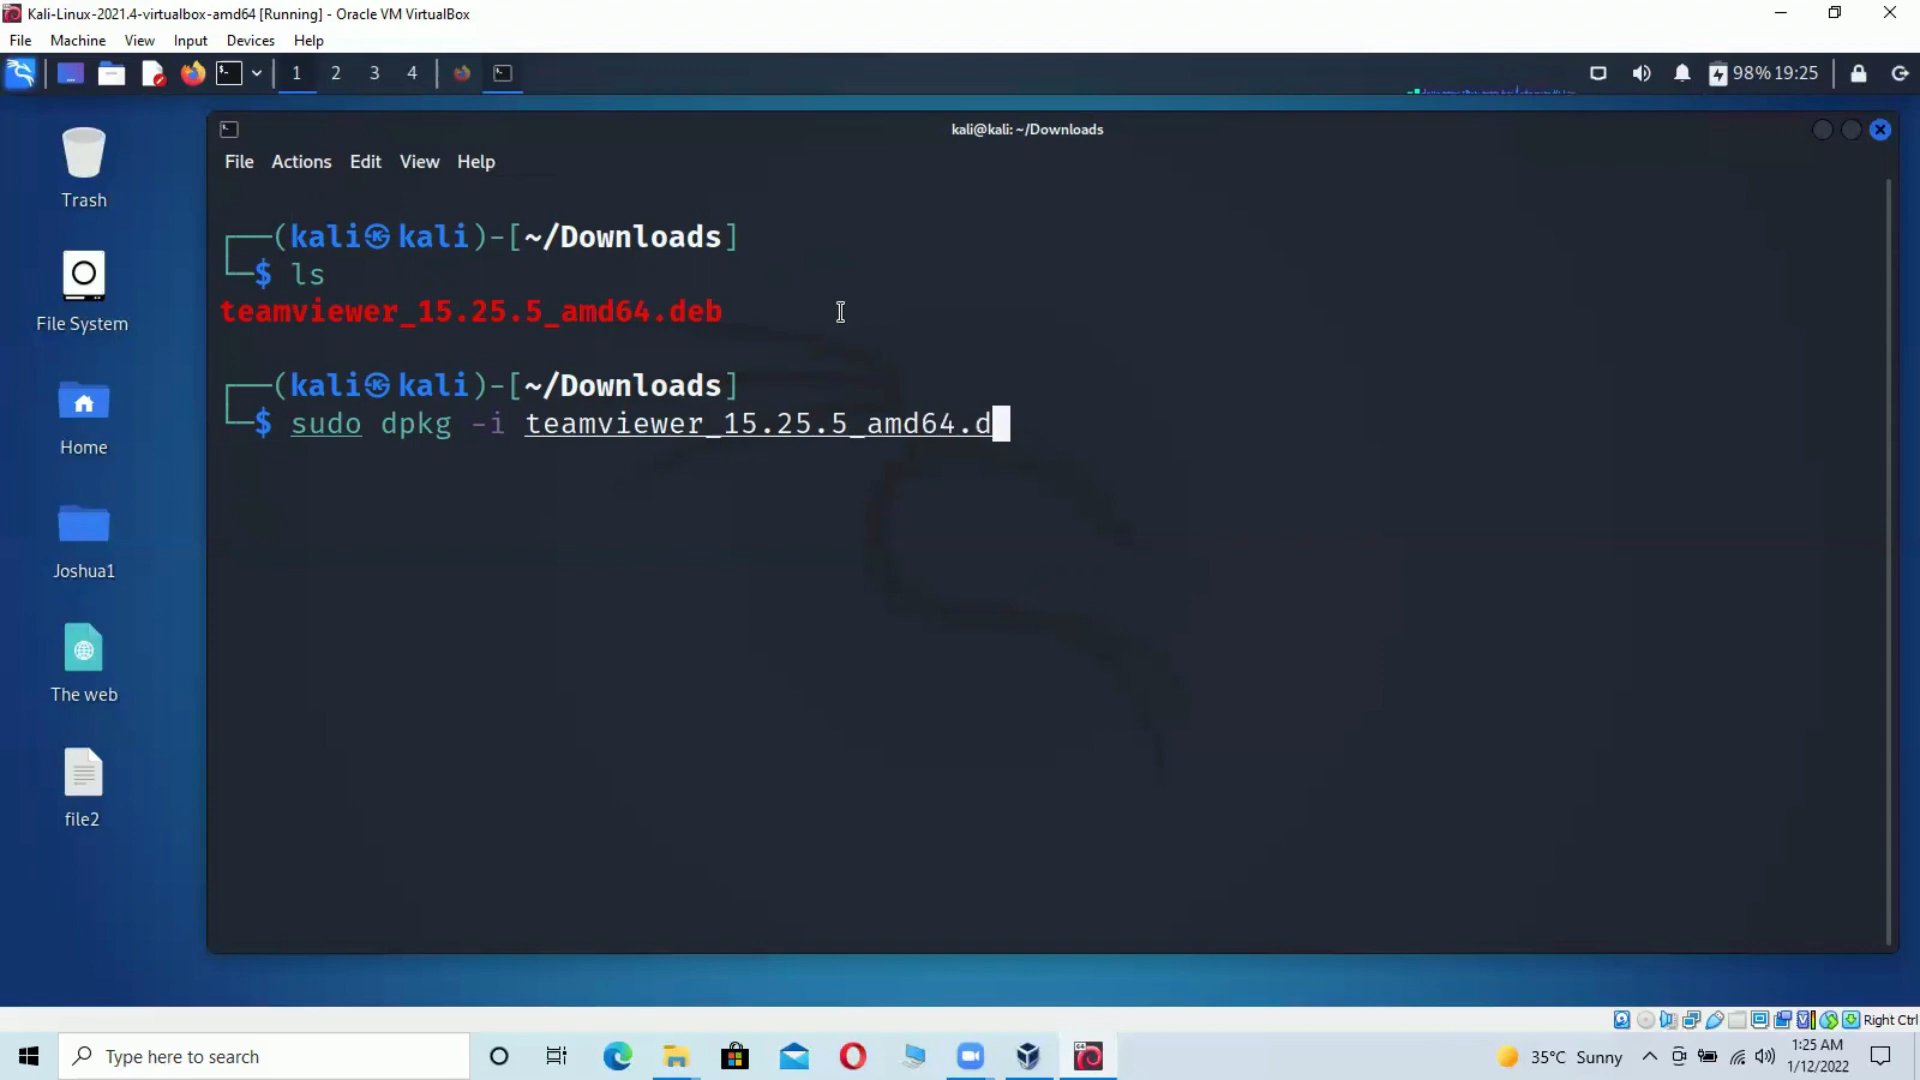 Kali-Linux-2021.4-virtualbox-amd64 [Running] - Oracle VM VirtualBox
File Machine View Input Devices Help
1 2 3 4 98% 19:25
kali@kali: ~/Downloads
File Actions Edit View Help
┌──(kali㉿kali)-[~/Downloads]
└─$ ls
teamviewer_15.25.5_amd64.deb
┌──(kali㉿kali)-[~/Downloads]
└─$ sudo dpkg -i teamviewer_15.25.5_amd64.d
Trash
File System
Home
Joshua1
The web
file2
Right Ctrl
Type here to search
35°C Sunny
1:25 AM
1/12/2022